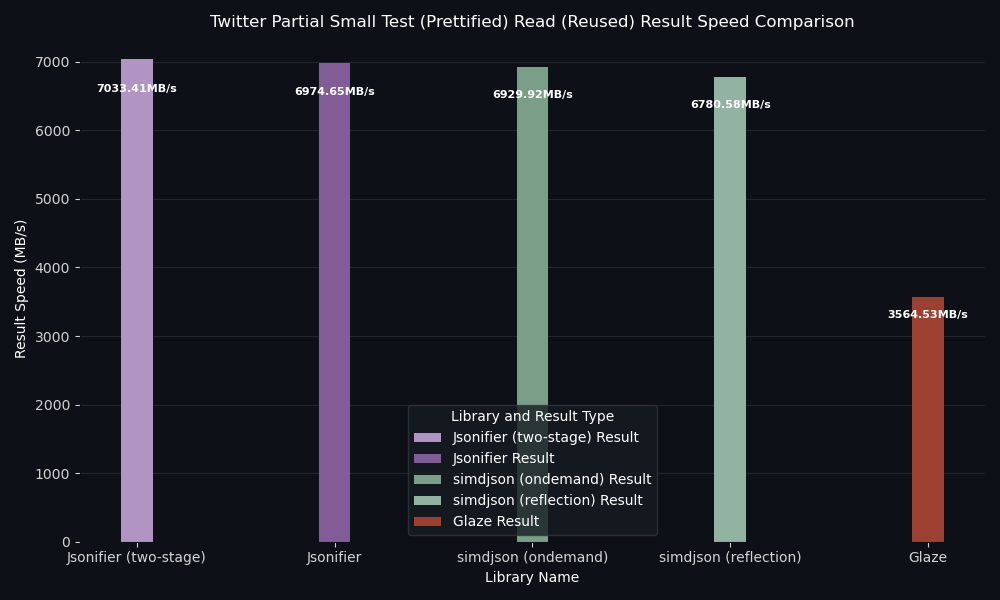 Twitter Partial Small Test (Prettified) Read (Reused) Result Speed Comparison
Result Speed (MB/s)
7000
6000
5000
4000
3000
2000
1000
0
7033.41MB/s
6974.65MB/s
6929.92MB/s
6780.58MB/s
3564.53MB/s
Library and Result Type
Jsonifier (two-stage) Result
Jsonifier Result
simdjson (ondemand) Result
simdjson (reflection) Result
Glaze Result
Jsonifier (two-stage)
Jsonifier
simdjson (ondemand)
simdjson (reflection)
Glaze
Library Name